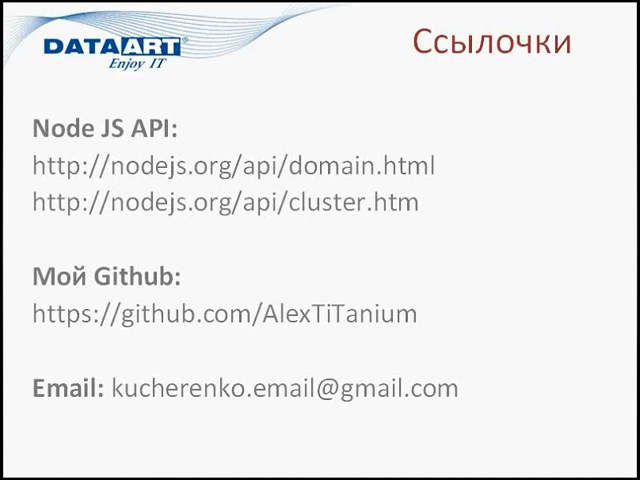 DATAART®
Enjoy IT
Ссылочки
Node JS API:
http://nodejs.org/api/domain.html
http://nodejs.org/api/cluster.htm
Мой Github:
https://github.com/AlexTiTanium
Email: kucherenko.email@gmail.com